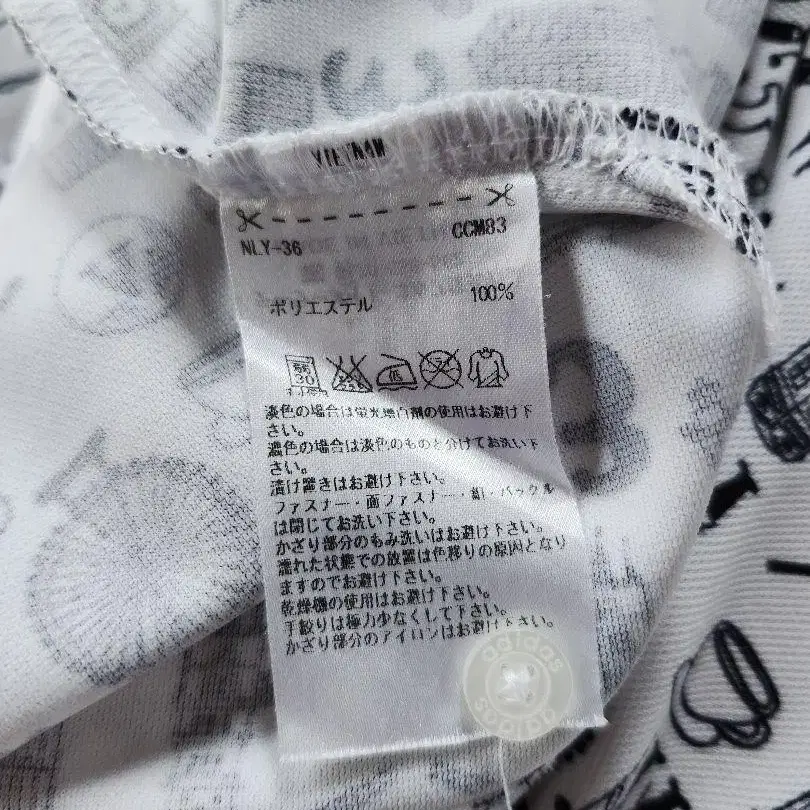 VIETNAM
NLY-36 CCM83
ポリエステル 100%
弱 30 低
淡色の場合は蛍光増白剤の使用はお避け下
さい。
濃色の場合は淡色のものと分けてお洗い下
さい。
漬け置きはお避け下さい。
ファスナー・面ファスナー・紐・バックル
は閉じてお洗い下さい。
かざり部分のもみ洗いはお避け下さい。
濡れた状態での放置は色移りの原因となり
ますのでお避け下さい。
乾燥機の使用はお避け下さい。
手絞りは極力少なくして下さい。
かざり部分のアイロンはお避け下さい。
adidas